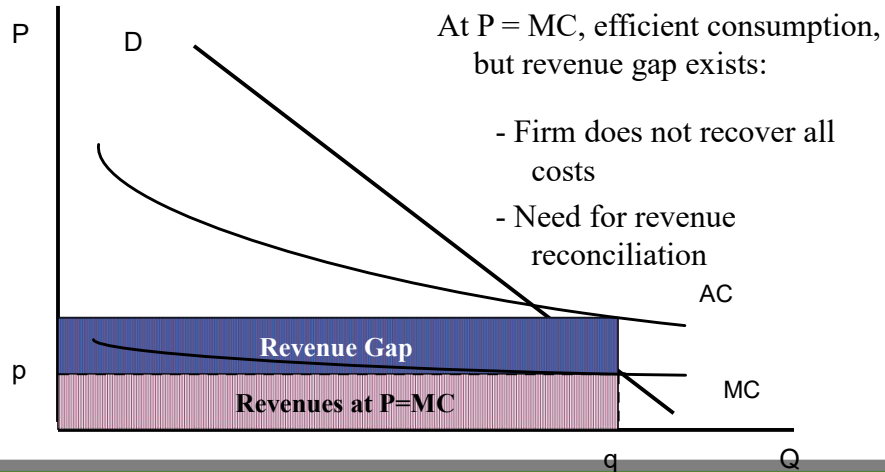 P
D
At P = MC, efficient consumption,
but revenue gap exists:
- Firm does not recover all
costs
- Need for revenue
reconciliation
AC
Revenue Gap
p
MC
Revenues at P=MC
q
Q